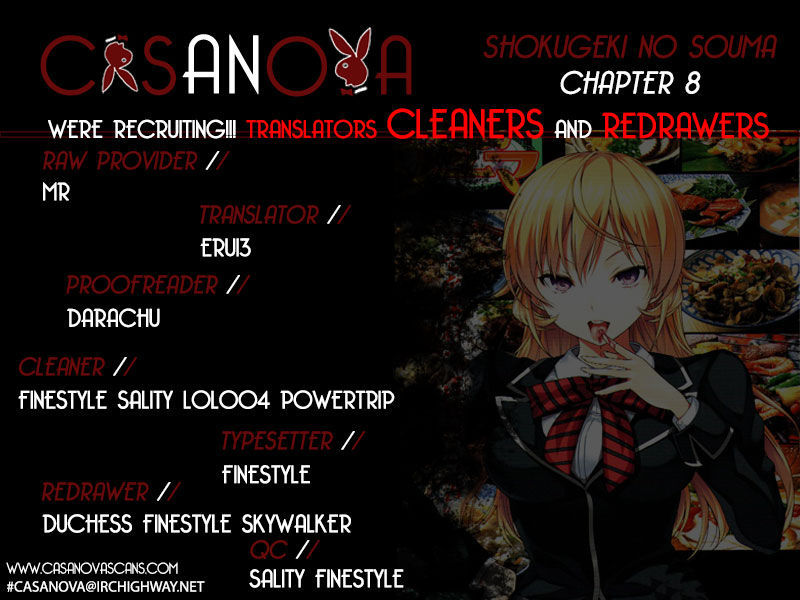 CASANOVA
SHOKUGEKI NO SOUMA
CHAPTER 8
WERE RECRUITING!!! TRANSLATORS CLEANERS AND REDRAWERS
RAW PROVIDER //
MR
TRANSLATOR //
ERUI3
PROOFREADER //
DARACHU
CLEANER //
FINESTYLE SALITY LOL004 POWERTRIP
TYPESETTER //
FINESTYLE
REDRAWER //
DUCHESS FINESTYLE SKYWALKER
QC //
SALITY FINESTYLE
WWW.CASANOVASCANS.COM
#CASANOVA@IRCHIGHWAY.NET